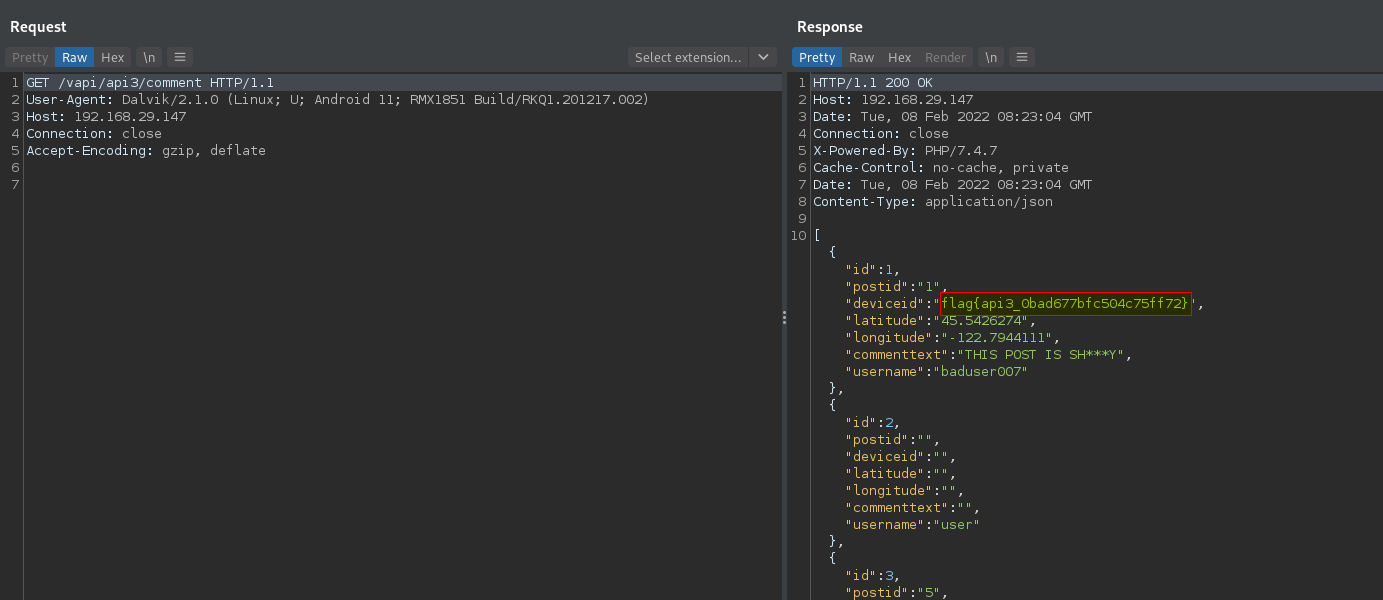 Request
Pretty Raw Hex \n Select extension...
1 GET /vapi/api3/comment HTTP/1.1
2 User-Agent: Dalvik/2.1.0 (Linux; U; Android 11; RMX1851 Build/RKQ1.201217.002)
3 Host: 192.168.29.147
4 Connection: close
5 Accept-Encoding: gzip, deflate
6
7
Response
Pretty Raw Hex Render \n
1 HTTP/1.1 200 OK
2 Host: 192.168.29.147
3 Date: Tue, 08 Feb 2022 08:23:04 GMT
4 Connection: close
5 X-Powered-By: PHP/7.4.7
6 Cache-Control: no-cache, private
7 Date: Tue, 08 Feb 2022 08:23:04 GMT
8 Content-Type: application/json
9
10 [
{
"id":1,
"postid":"1",
"deviceid":"flag{api3_0bad677bfc504c75ff72}",
"latitude":"45.5426274",
"longitude":"-122.7944111",
"commenttext":"THIS POST IS SH***Y",
"username":"baduser007"
},
{
"id":2,
"postid":"",
"deviceid":"",
"latitude":"",
"longitude":"",
"commenttext":"",
"username":"user"
},
{
"id":3,
"postid":"5",